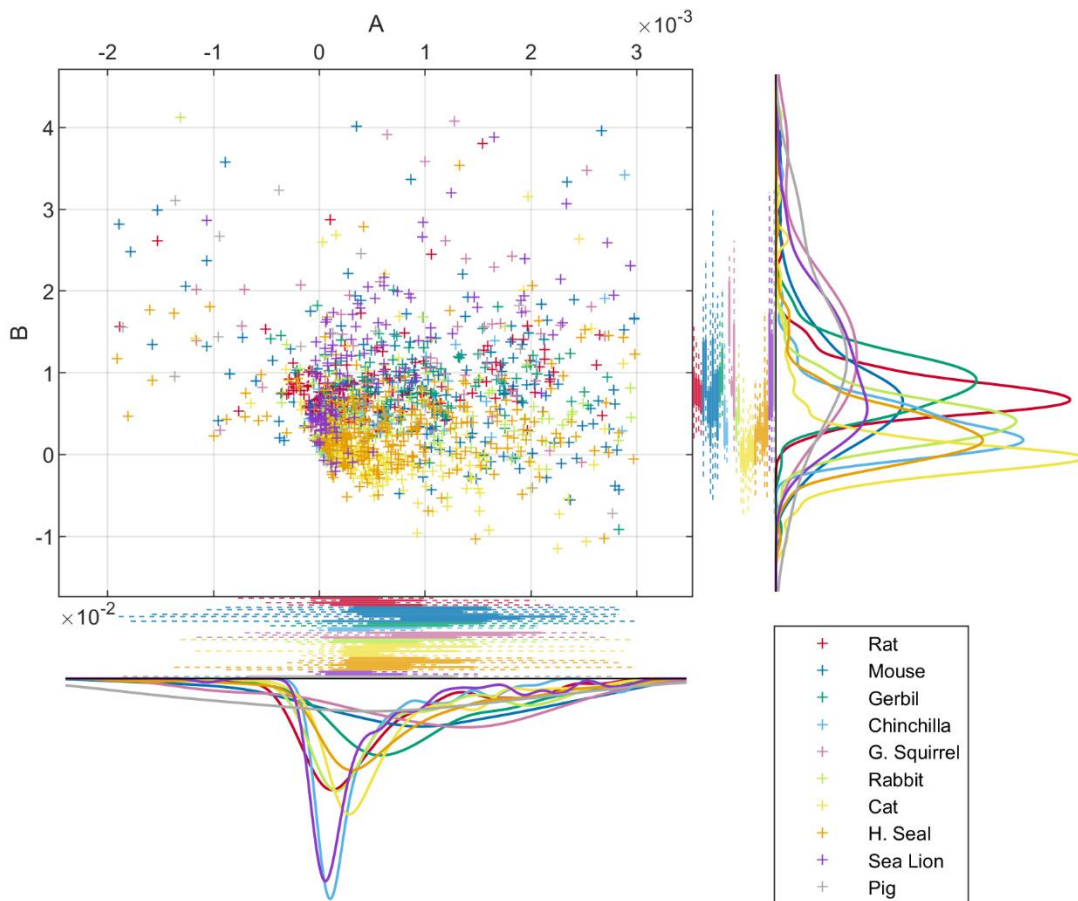 A
×10⁻³
-2 -1 0 1 2 3
4
3
2
B
1
0
-1
×10⁻²
Rat
Mouse
Gerbil
Chinchilla
G. Squirrel
Rabbit
Cat
H. Seal
Sea Lion
Pig